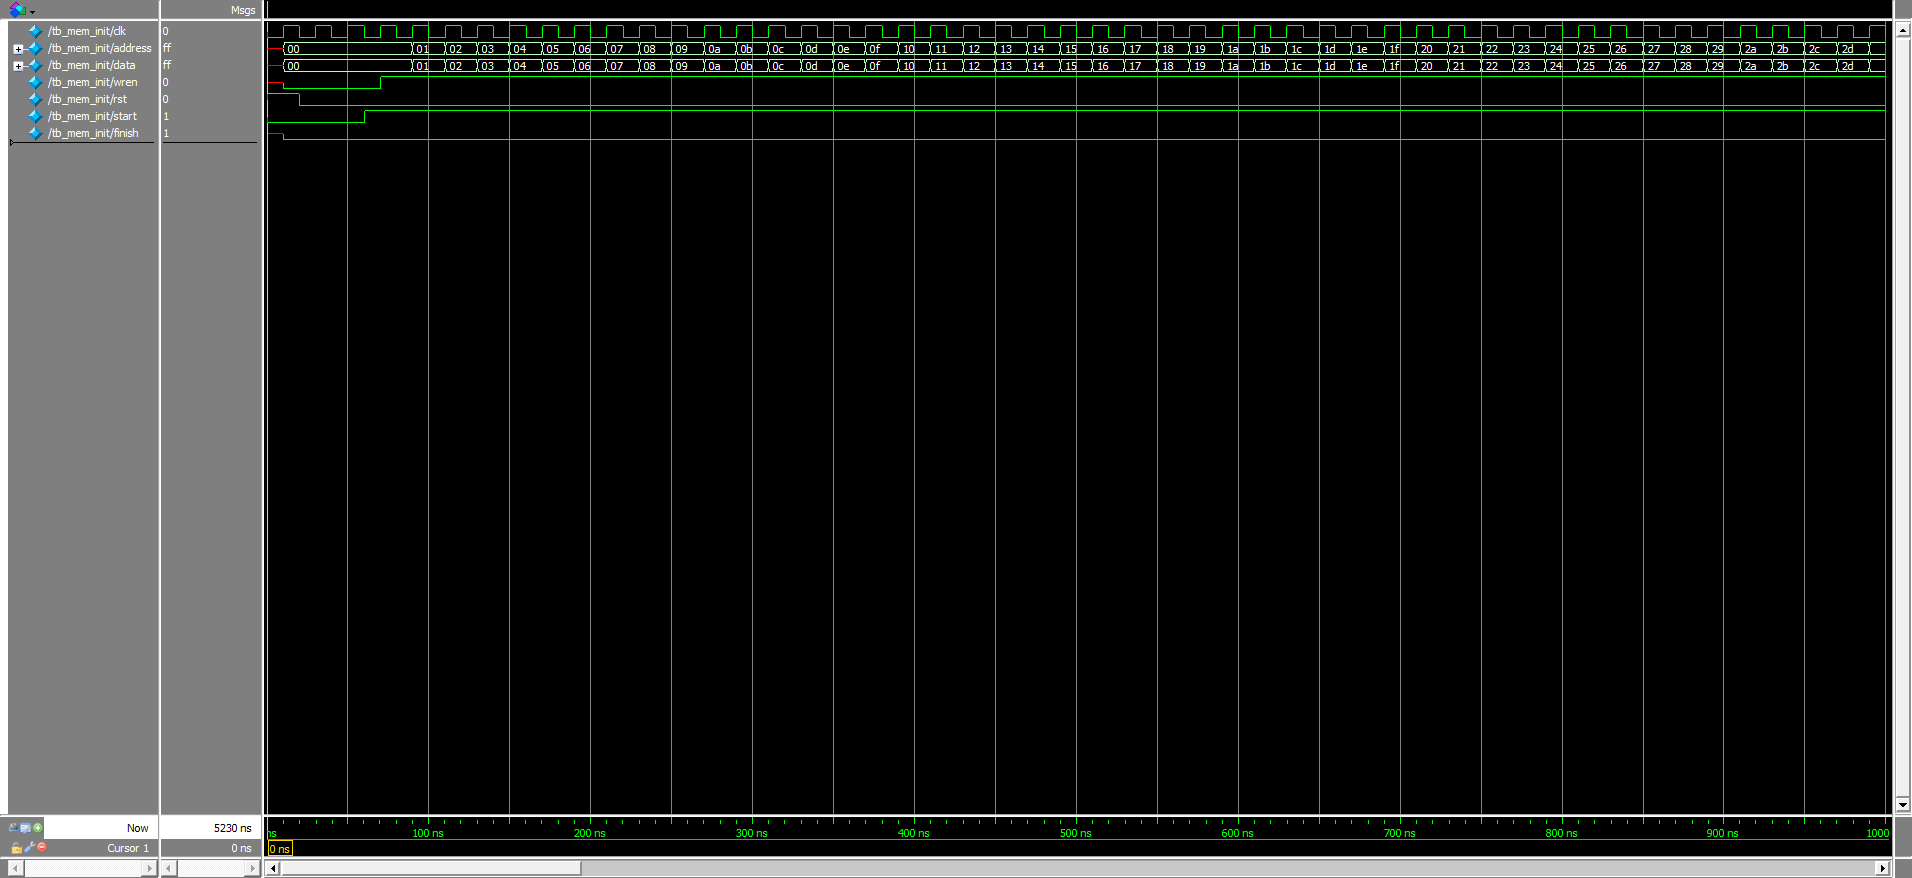 Msgs
/tb_mem_init/clk 0
/tb_mem_init/address ff 00 01 02 03 04 05 06 07 08 09 0a 0b 0c 0d 0e 0f 10 11 12 13 14 15 16 17 18 19 1a 1b 1c 1d 1e 1f 20 21 22 23 24 25 26 27 28 29 2a 2b 2c 2d
/tb_mem_init/data ff 00 01 02 03 04 05 06 07 08 09 0a 0b 0c 0d 0e 0f 10 11 12 13 14 15 16 17 18 19 1a 1b 1c 1d 1e 1f 20 21 22 23 24 25 26 27 28 29 2a 2b 2c 2d
/tb_mem_init/wren 0
/tb_mem_init/rst 0
/tb_mem_init/start 1
/tb_mem_init/finish 1
Now 5230 ns ns 100 ns 200 ns 300 ns 400 ns 500 ns 600 ns 700 ns 800 ns 900 ns 1000
Cursor 1 0 ns 0 ns